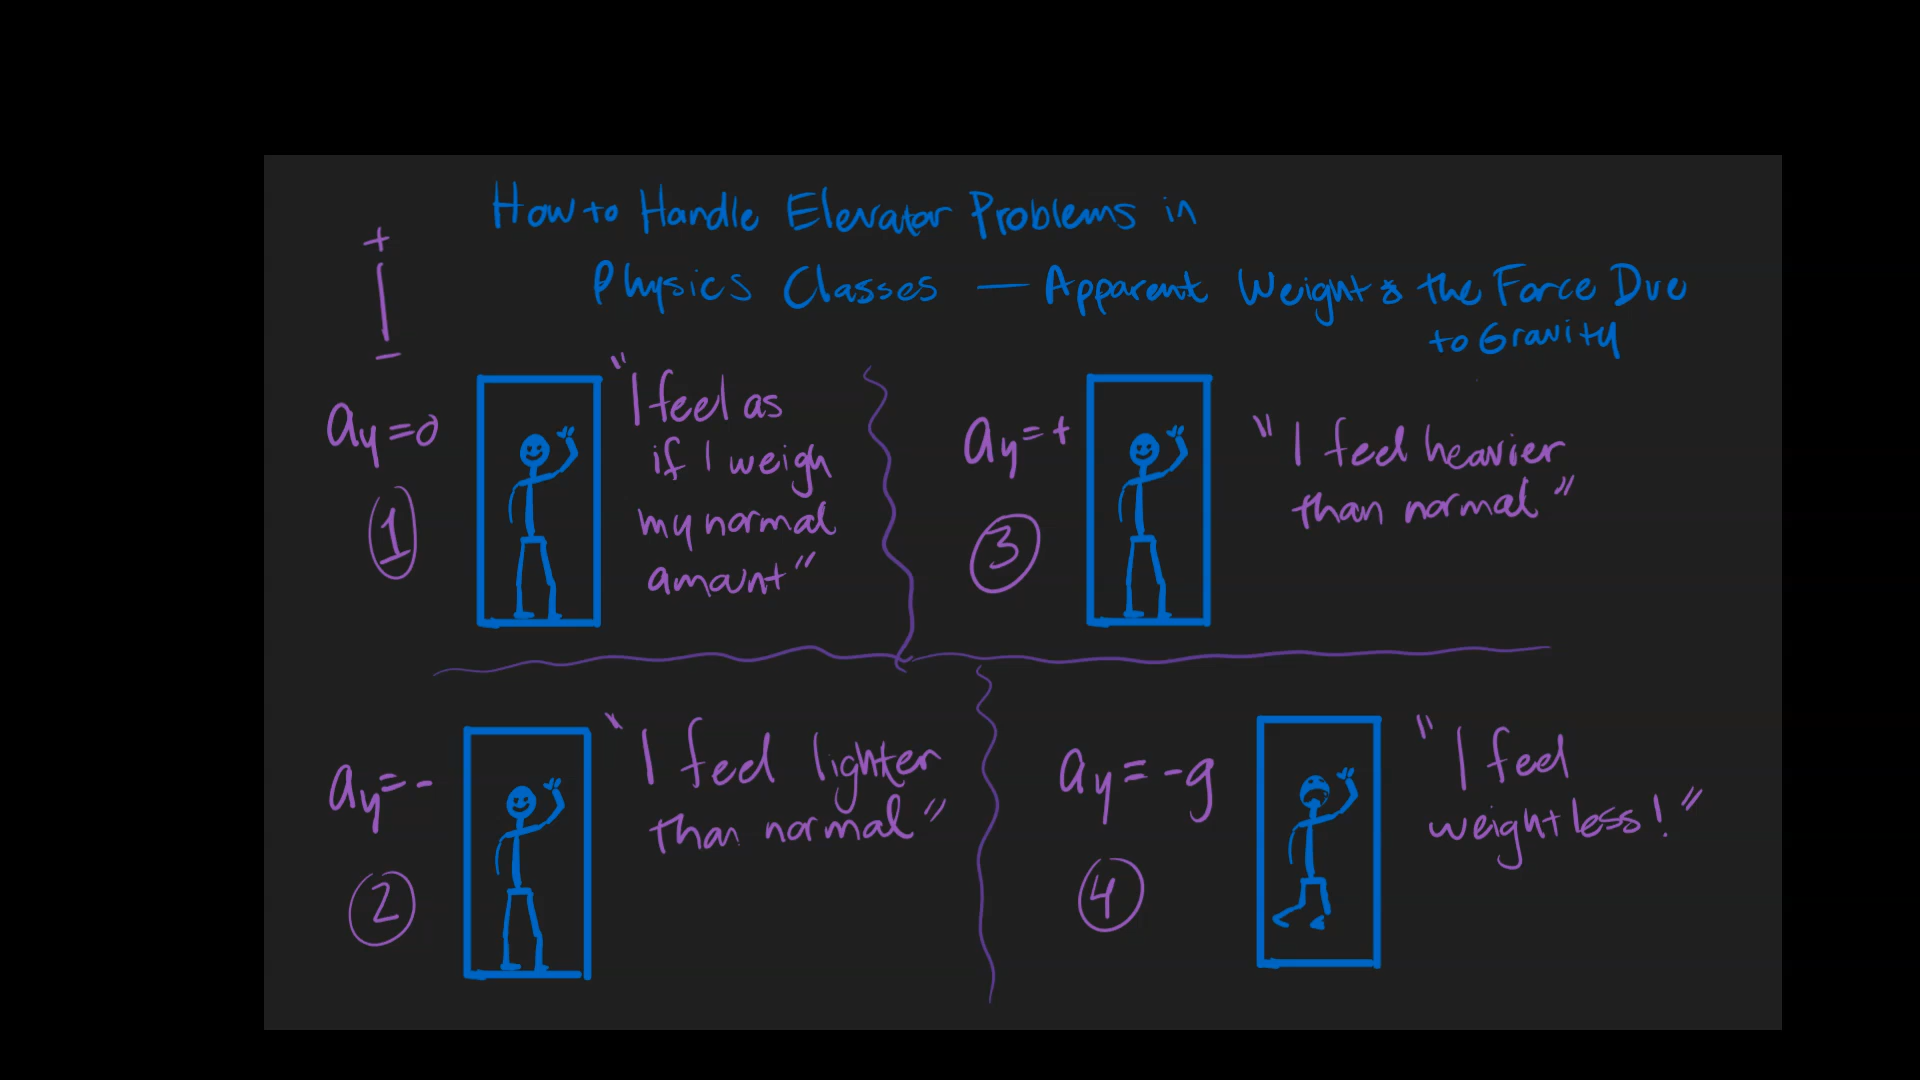 How to Handle Elevator Problems in
Physics Classes — Apparent Weight & the Force Due
to Gravity
+
−
ay=0
①
"I feel as
if I weigh
my normal
amount"
ay=+
③
"I feel heavier
than normal"
ay=-
②
"I feel lighter
than normal"
ay=-g
④
"I feel
weightless!"